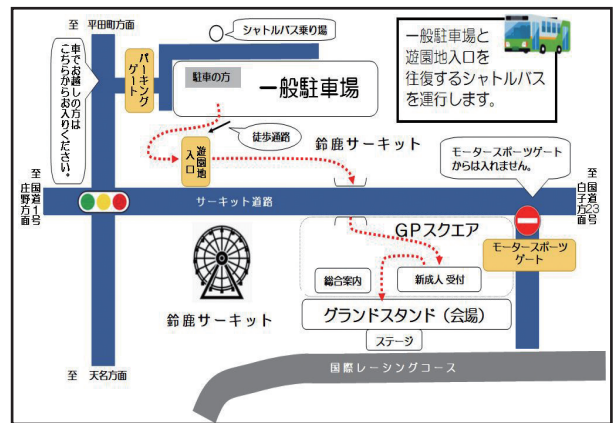 至 平田町方面
シャトルバス乗り場
一般駐車場と
遊園地入口を
往復するシャトルバス
を運行します。
車でお越しの方は
こちらからお入りください。
パーキング
ゲート
駐車の方
一般駐車場
徒歩通路
遊園地
入口
鈴鹿サーキット
モータースポーツゲート
からは入れません。
至 国道1号
庄野方面
サーキット道路
至 国道23号
白子方面
GPスクエア
モータースポーツ
ゲート
総合案内
新成人 受付
鈴鹿サーキット
グランドスタンド（会場）
ステージ
国際レーシングコース
至 天名方面